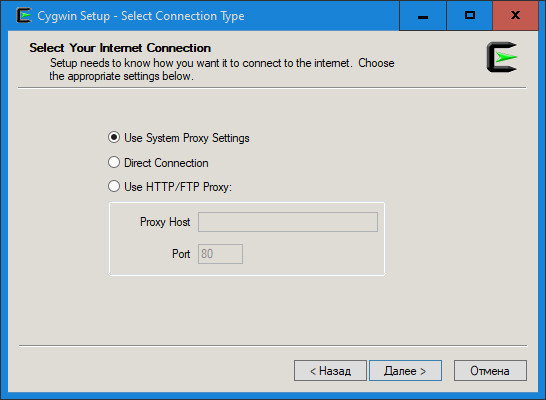 Cygwin Setup - Select Connection Type
Select Your Internet Connection
Setup needs to know how you want it to connect to the internet. Choose
the appropriate settings below.
Use System Proxy Settings
Direct Connection
Use HTTP/FTP Proxy:
Proxy Host
Port 80
< Назад Далее > Отмена